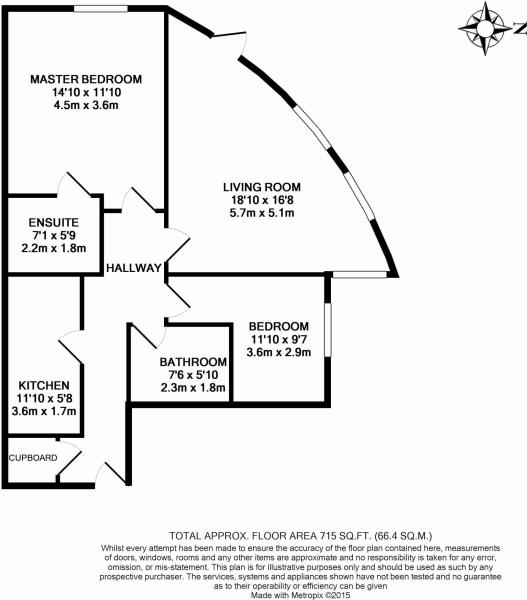 N
MASTER BEDROOM
14'10 x 11'10
4.5m x 3.6m
LIVING ROOM
18'10 x 16'8
5.7m x 5.1m
ENSUITE
7'1 x 5'9
2.2m x 1.8m
HALLWAY
BEDROOM
11'10 x 9'7
3.6m x 2.9m
BATHROOM
7'6 x 5'10
2.3m x 1.8m
KITCHEN
11'10 x 5'8
3.6m x 1.7m
CUPBOARD
TOTAL APPROX. FLOOR AREA 715 SQ.FT. (66.4 SQ.M.)
Whilst every attempt has been made to ensure the accuracy of the floor plan contained here, measurements
of doors, windows, rooms and any other items are approximate and no responsibility is taken for any error,
omission, or mis-statement. This plan is for illustrative purposes only and should be used as such by any
prospective purchaser. The services, systems and appliances shown have not been tested and no guarantee
as to their operability or efficiency can be given
Made with Metropix ©2015